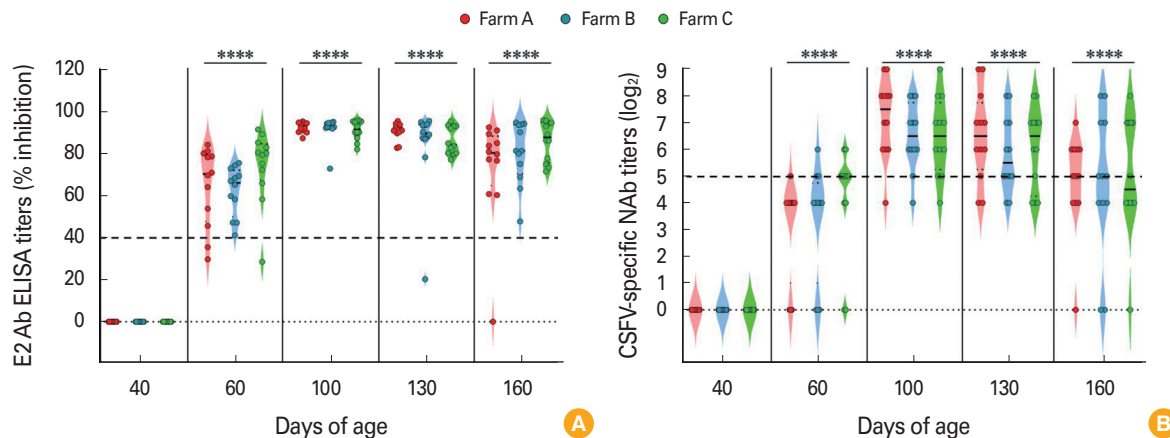 Farm A Farm B Farm C
E2 Ab ELISA titers (% inhibition)
120
100
80
60
40
20
0
**** **** **** ****
40 60 100 130 160
Days of age
A
CSFV-specific NAb titers (log2)
9
8
7
6
5
4
3
2
1
0
**** **** **** ****
40 60 100 130 160
Days of age
B